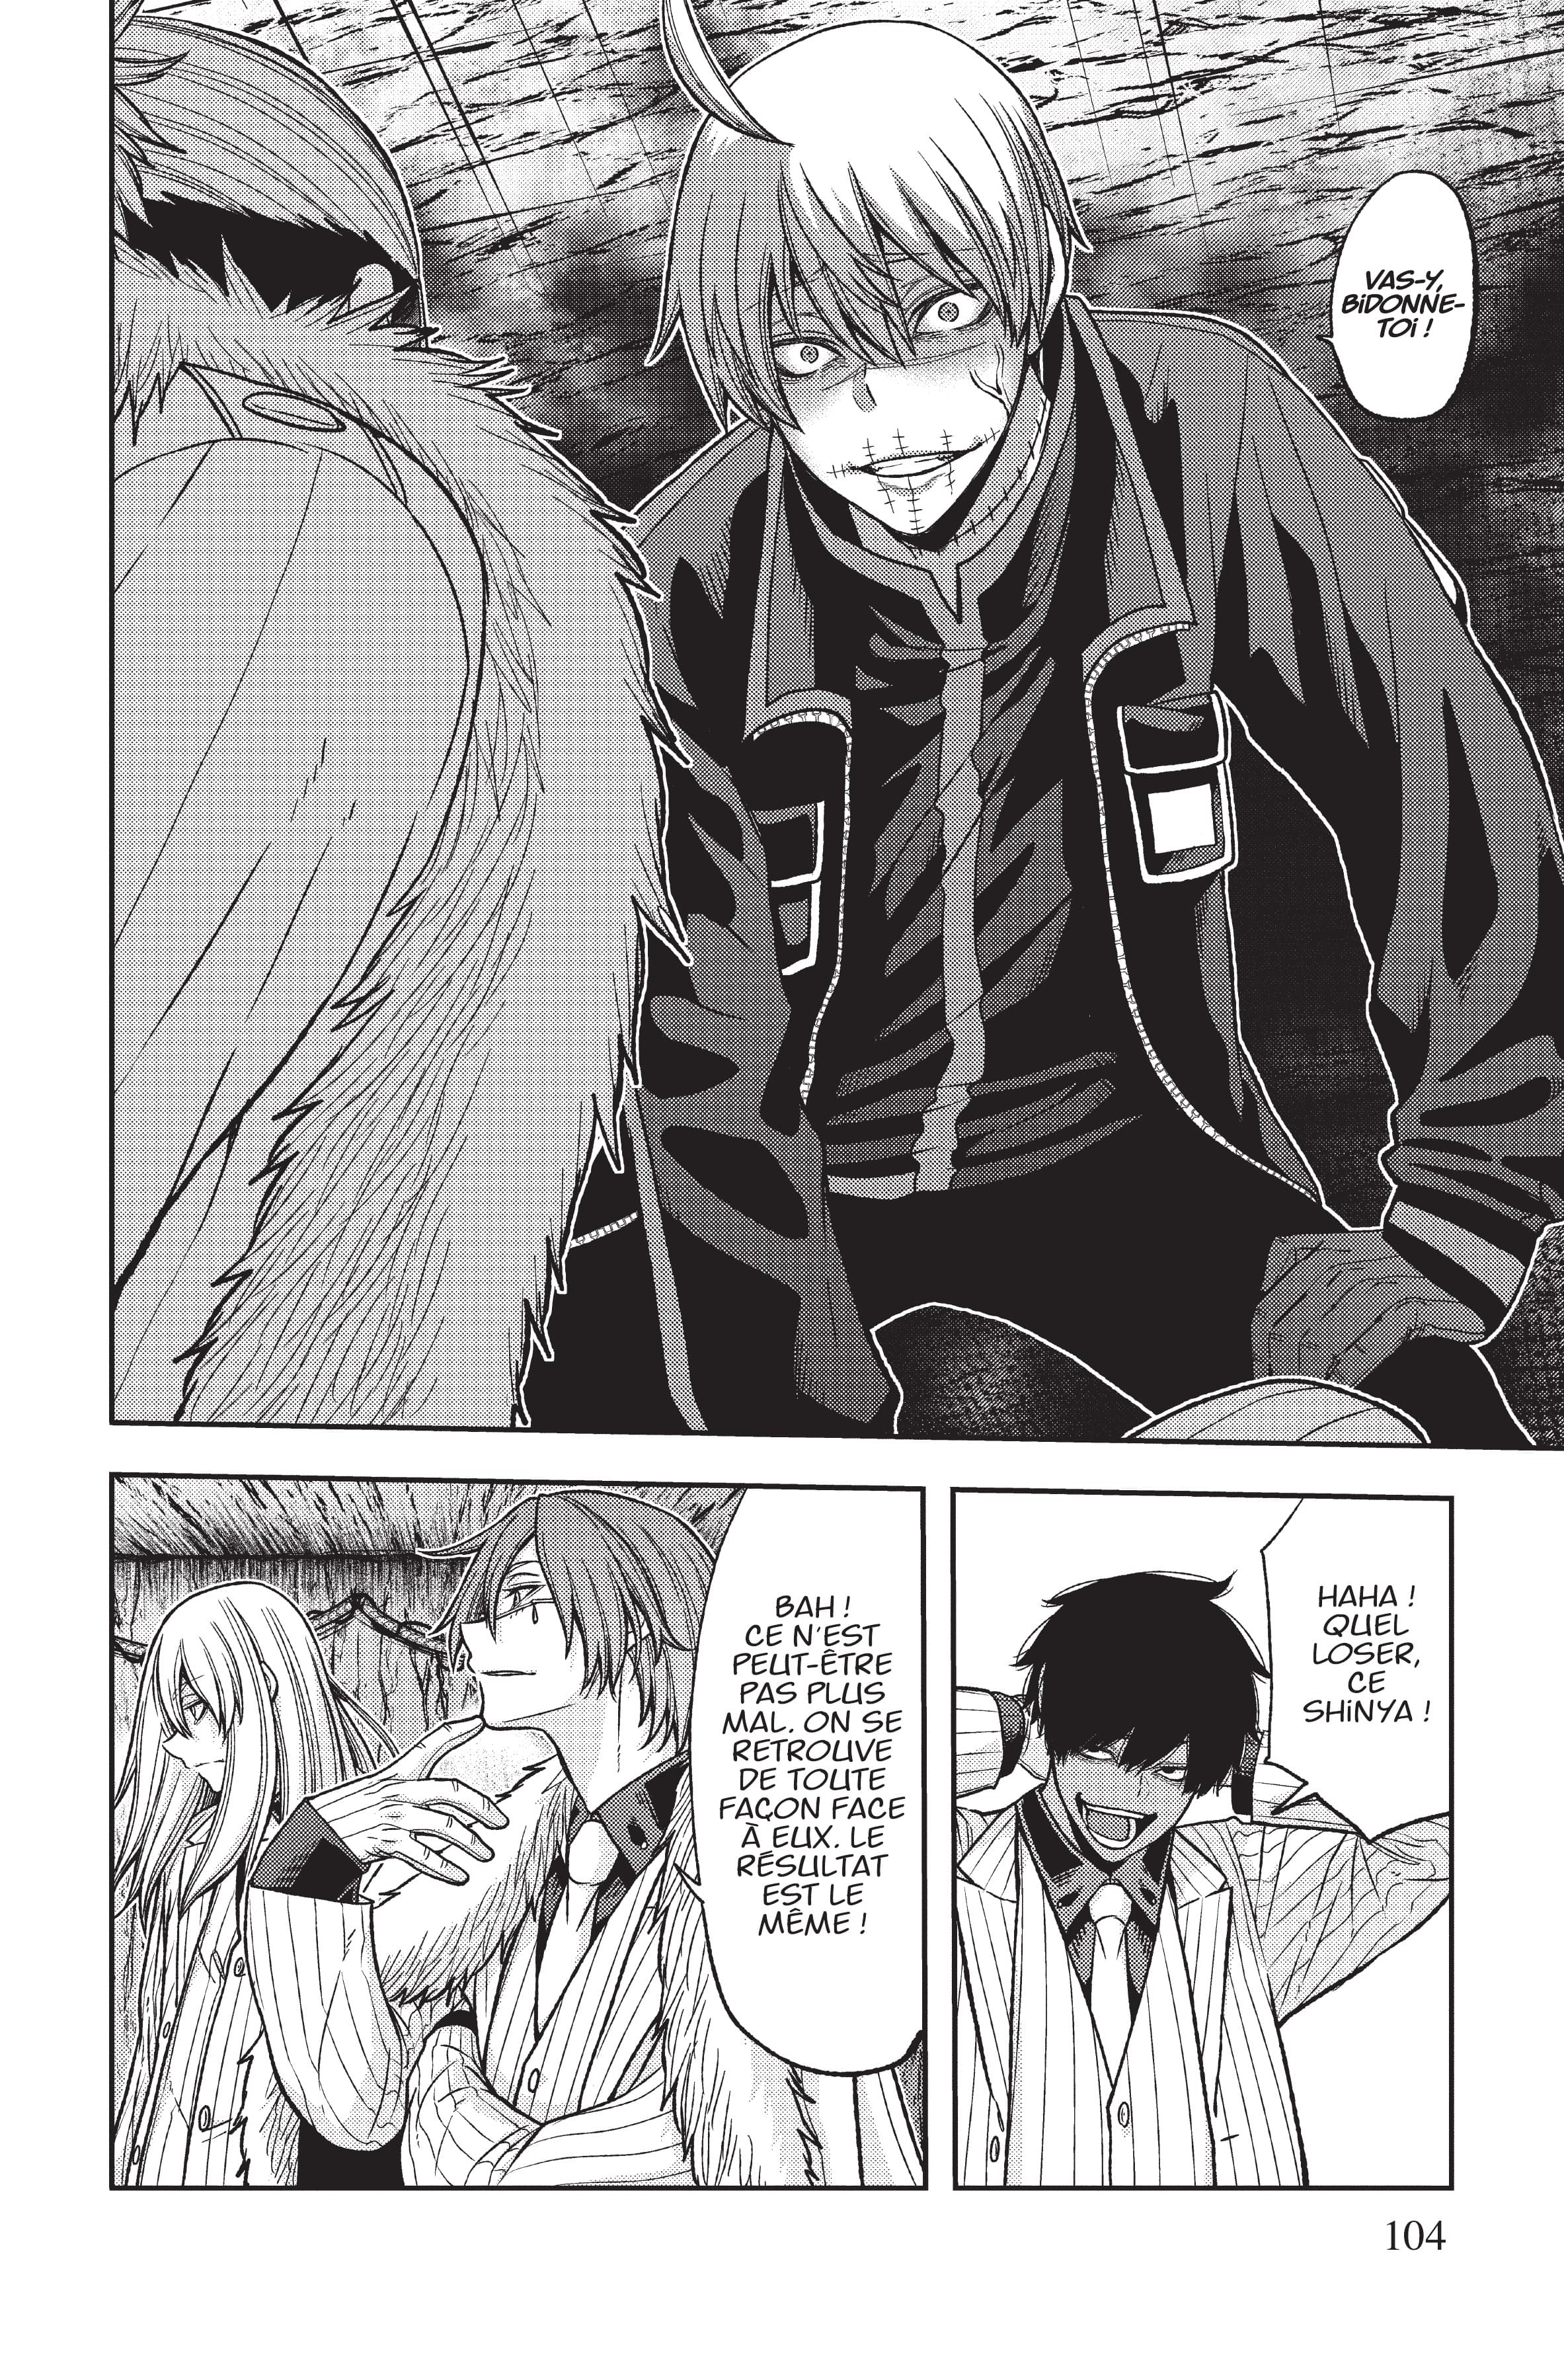 VAS-Y,
BIDONNE-
TOI !
HAHA !
QUEL
LOSER,
CE
SHINYA !
BAH !
CE N'EST
PEUT-ÊTRE
PAS PLUS
MAL. ON SE
RETROUVE
DE TOUTE
FAÇON FACE
À EUX. LE
RÉSULTAT
EST LE
MÊME !
104